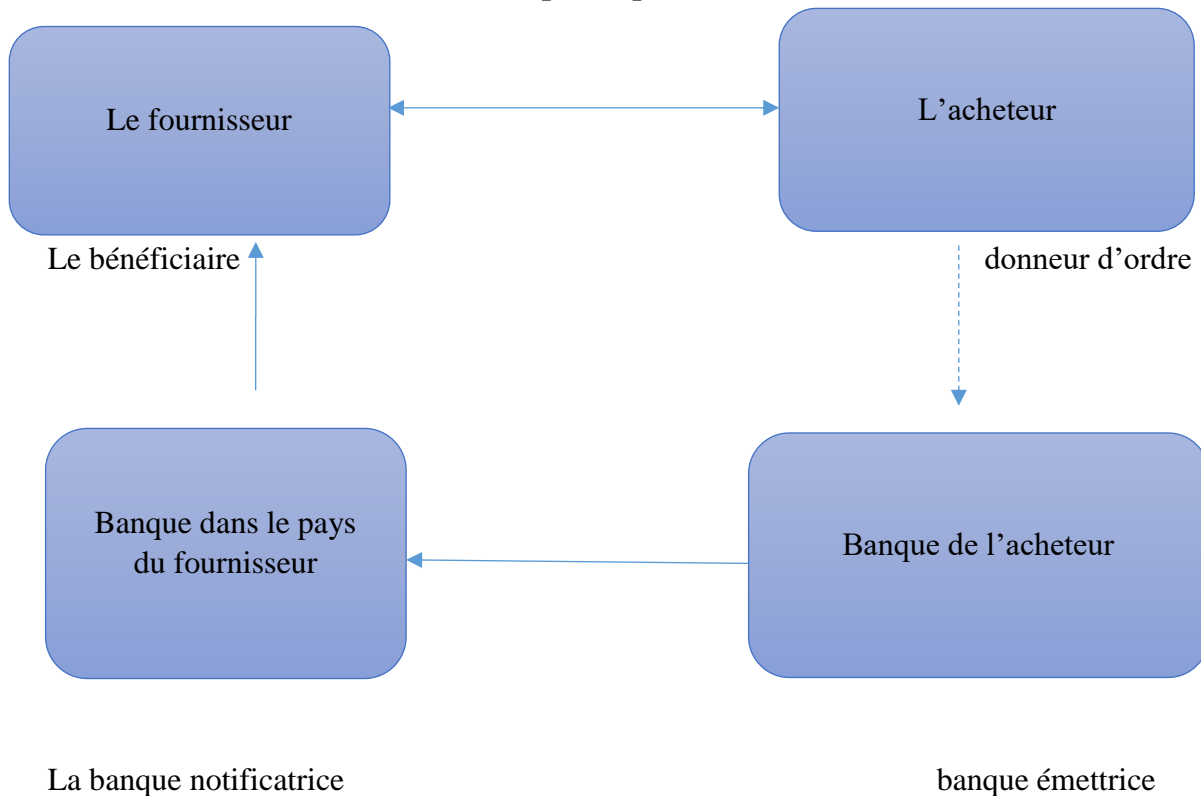 Le fournisseur
L’acheteur
Le bénéficiaire
donneur d’ordre
Banque dans le pays
du fournisseur
Banque de l’acheteur
La banque notificatrice
banque émettrice